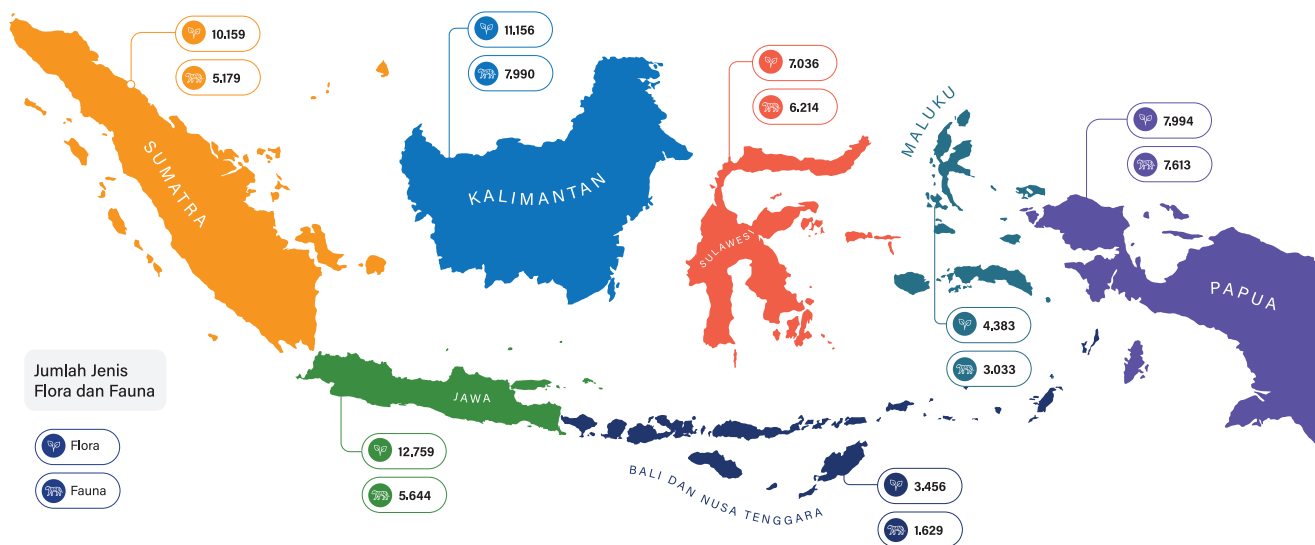 10.159
5.179
SUMATRA
11.156
7.990
KALIMANTAN
7.036
6.214
SULAWESI
MALUKU
4,383
3.033
7.994
7.613
PAPUA
Jumlah Jenis
Flora dan Fauna
Flora
Fauna
JAWA
12.759
5.644
BALI DAN NUSA TENGGARA
3.456
1.629